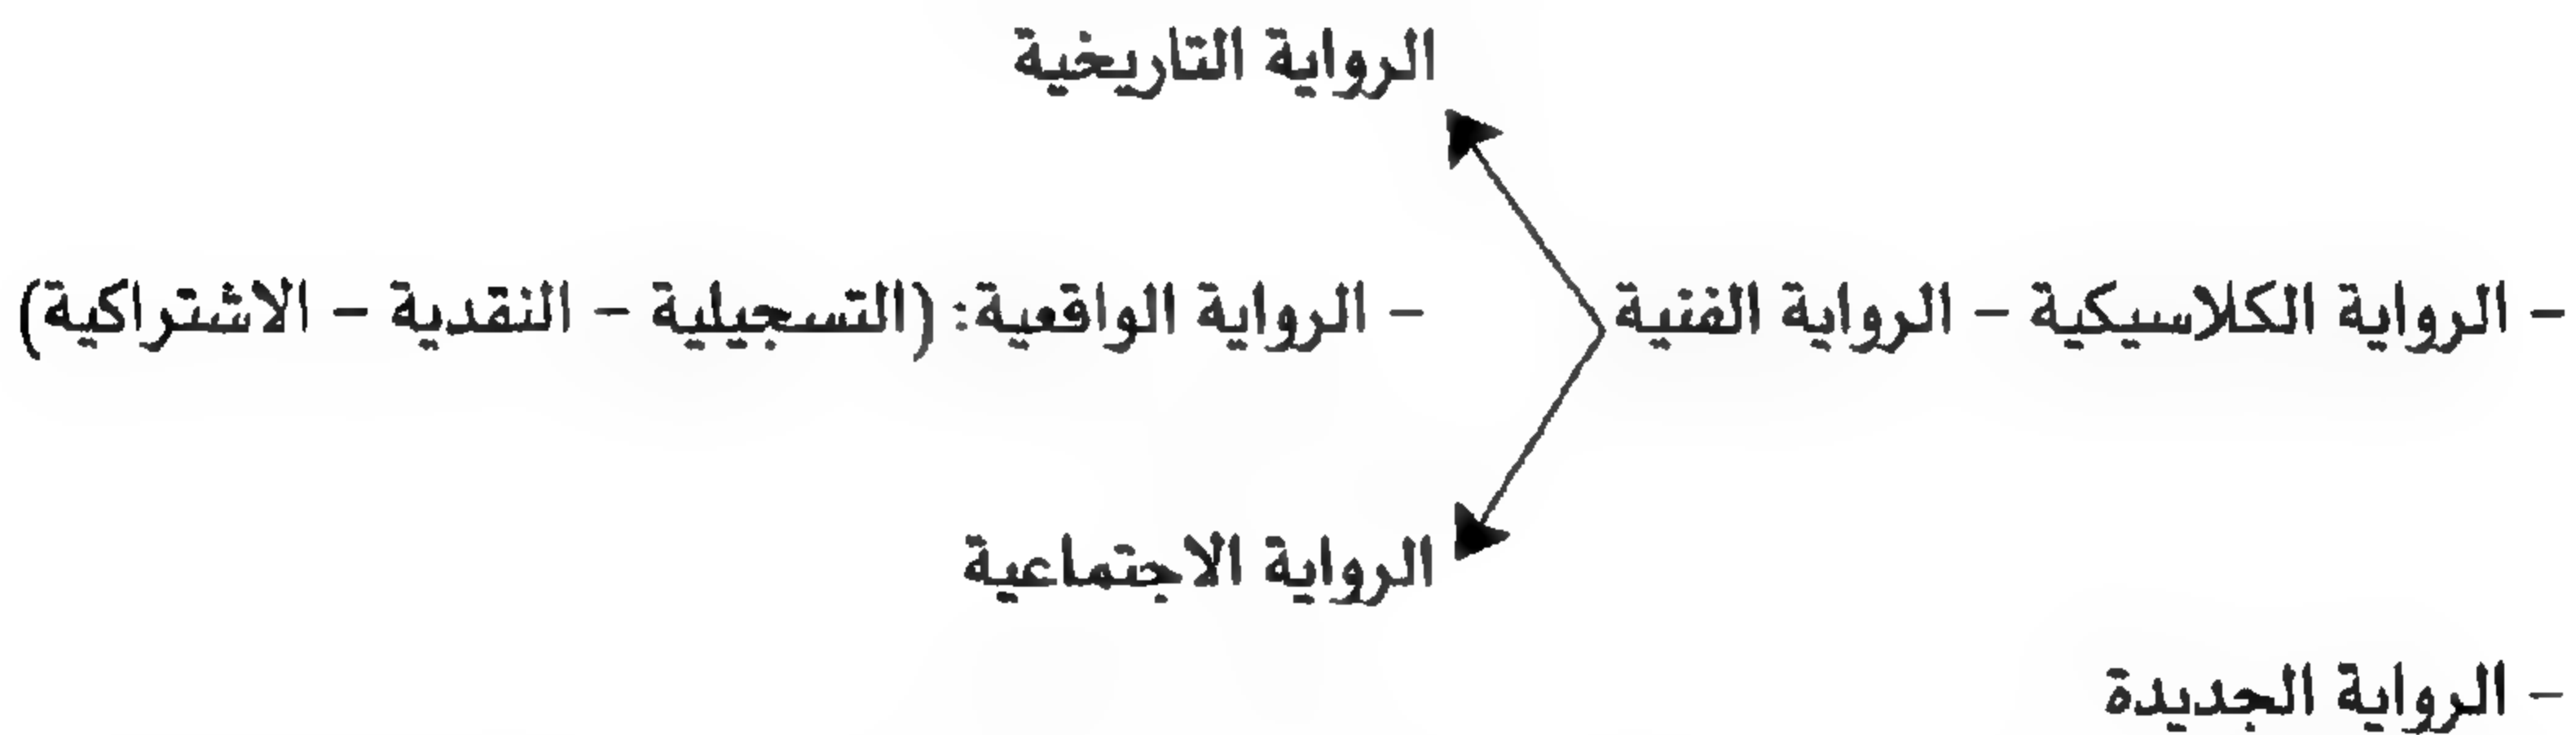 الرواية التاريخية
– الرواية الكلاسيكية – الرواية الفنية – الرواية الواقعية: (التسجيلية – النقدية – الاشتراكية)
الرواية الاجتماعية
– الرواية الجديدة